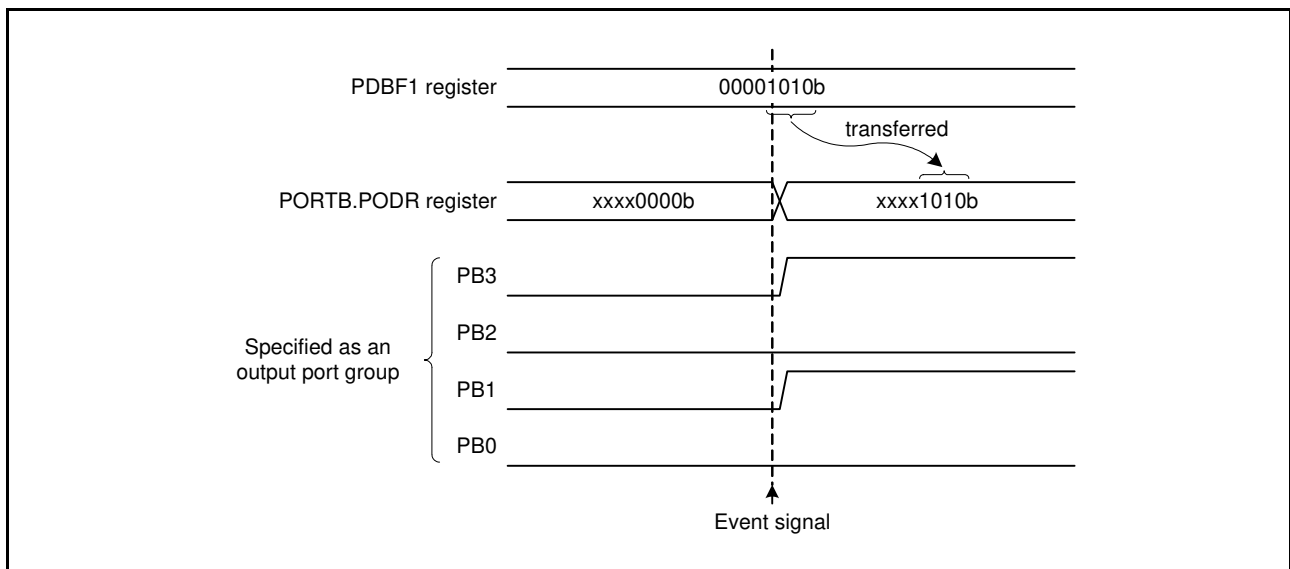 PDBF1 register
00001010b
transferred
PORTB.PODR register
xxxx0000b
xxxx1010b
PB3
PB2
Specified as an
output port group
PB1
PB0
Event signal